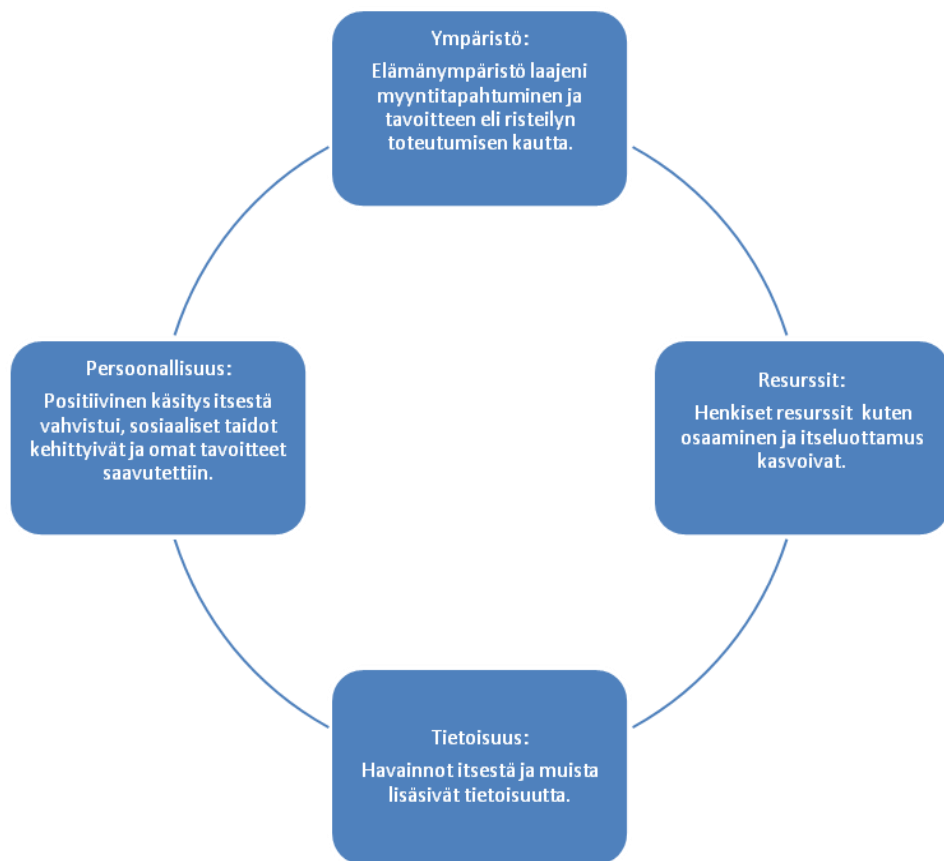 Ympäristö:
Elämänympäristö laajeni
myyntitapahtuminen ja
tavoitteen eli risteilyn
toteutumisen kautta.
Persoonallisuus:
Positiivinen käsitys itsestä
vahvistui, sosiaaliset taidot
kehittyivät ja omat tavoitteet
saavutettiin.
Resurssit:
Henkiset resurssit kuten
osaaminen ja itseluottamus
kasvoivat.
Tietoisuus:
Havainnot itsestä ja muista
lisäsivät tietoisuutta.